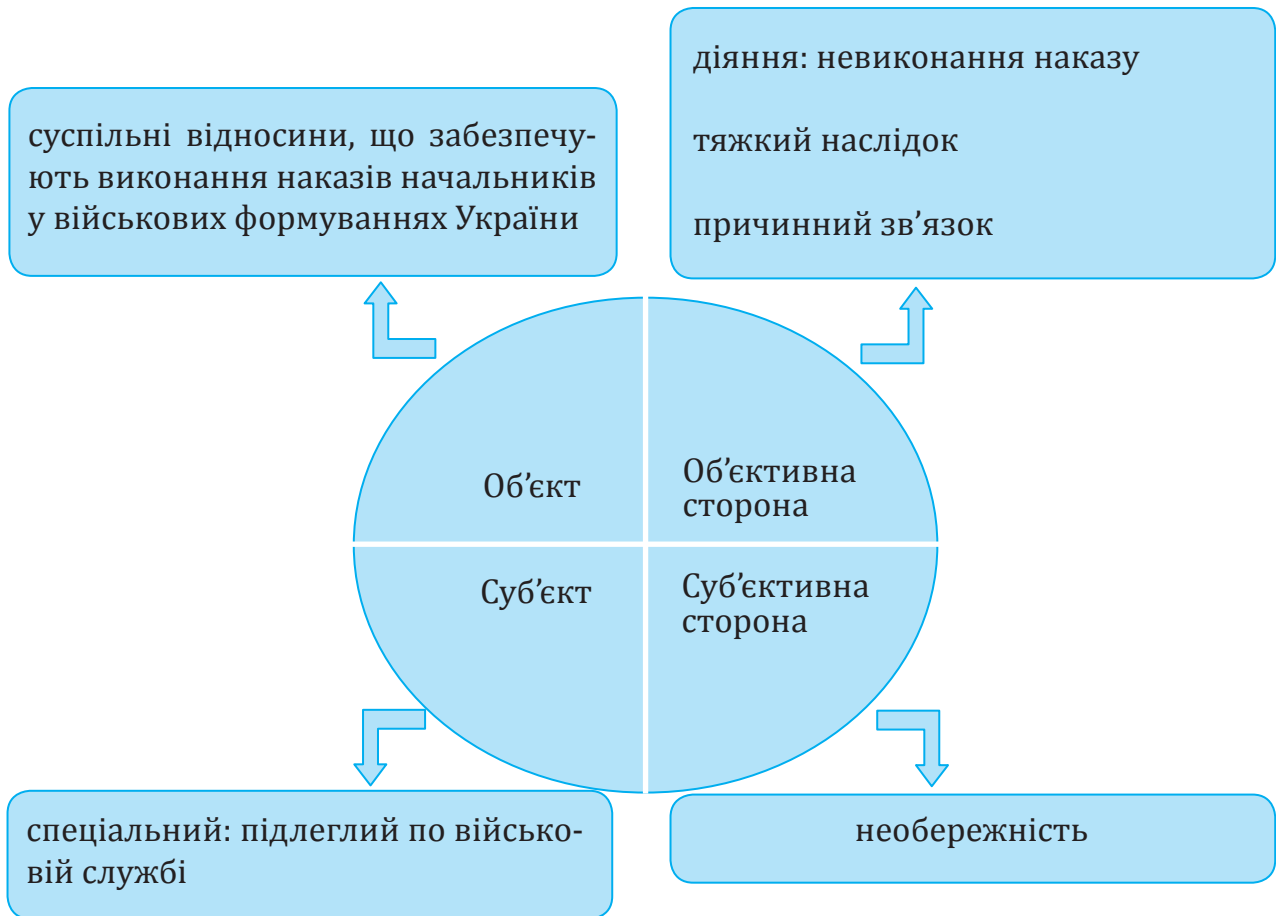 суспільні відносини, що забезпечу-
ють виконання наказів начальників
у військових формуваннях України
діяння: невиконання наказу
тяжкий наслідок
причинний зв’язок
Об’єкт
Об’єктивна
сторона
Суб’єкт
Суб’єктивна
сторона
спеціальний: підлеглий по військо-
вій службі
необережність